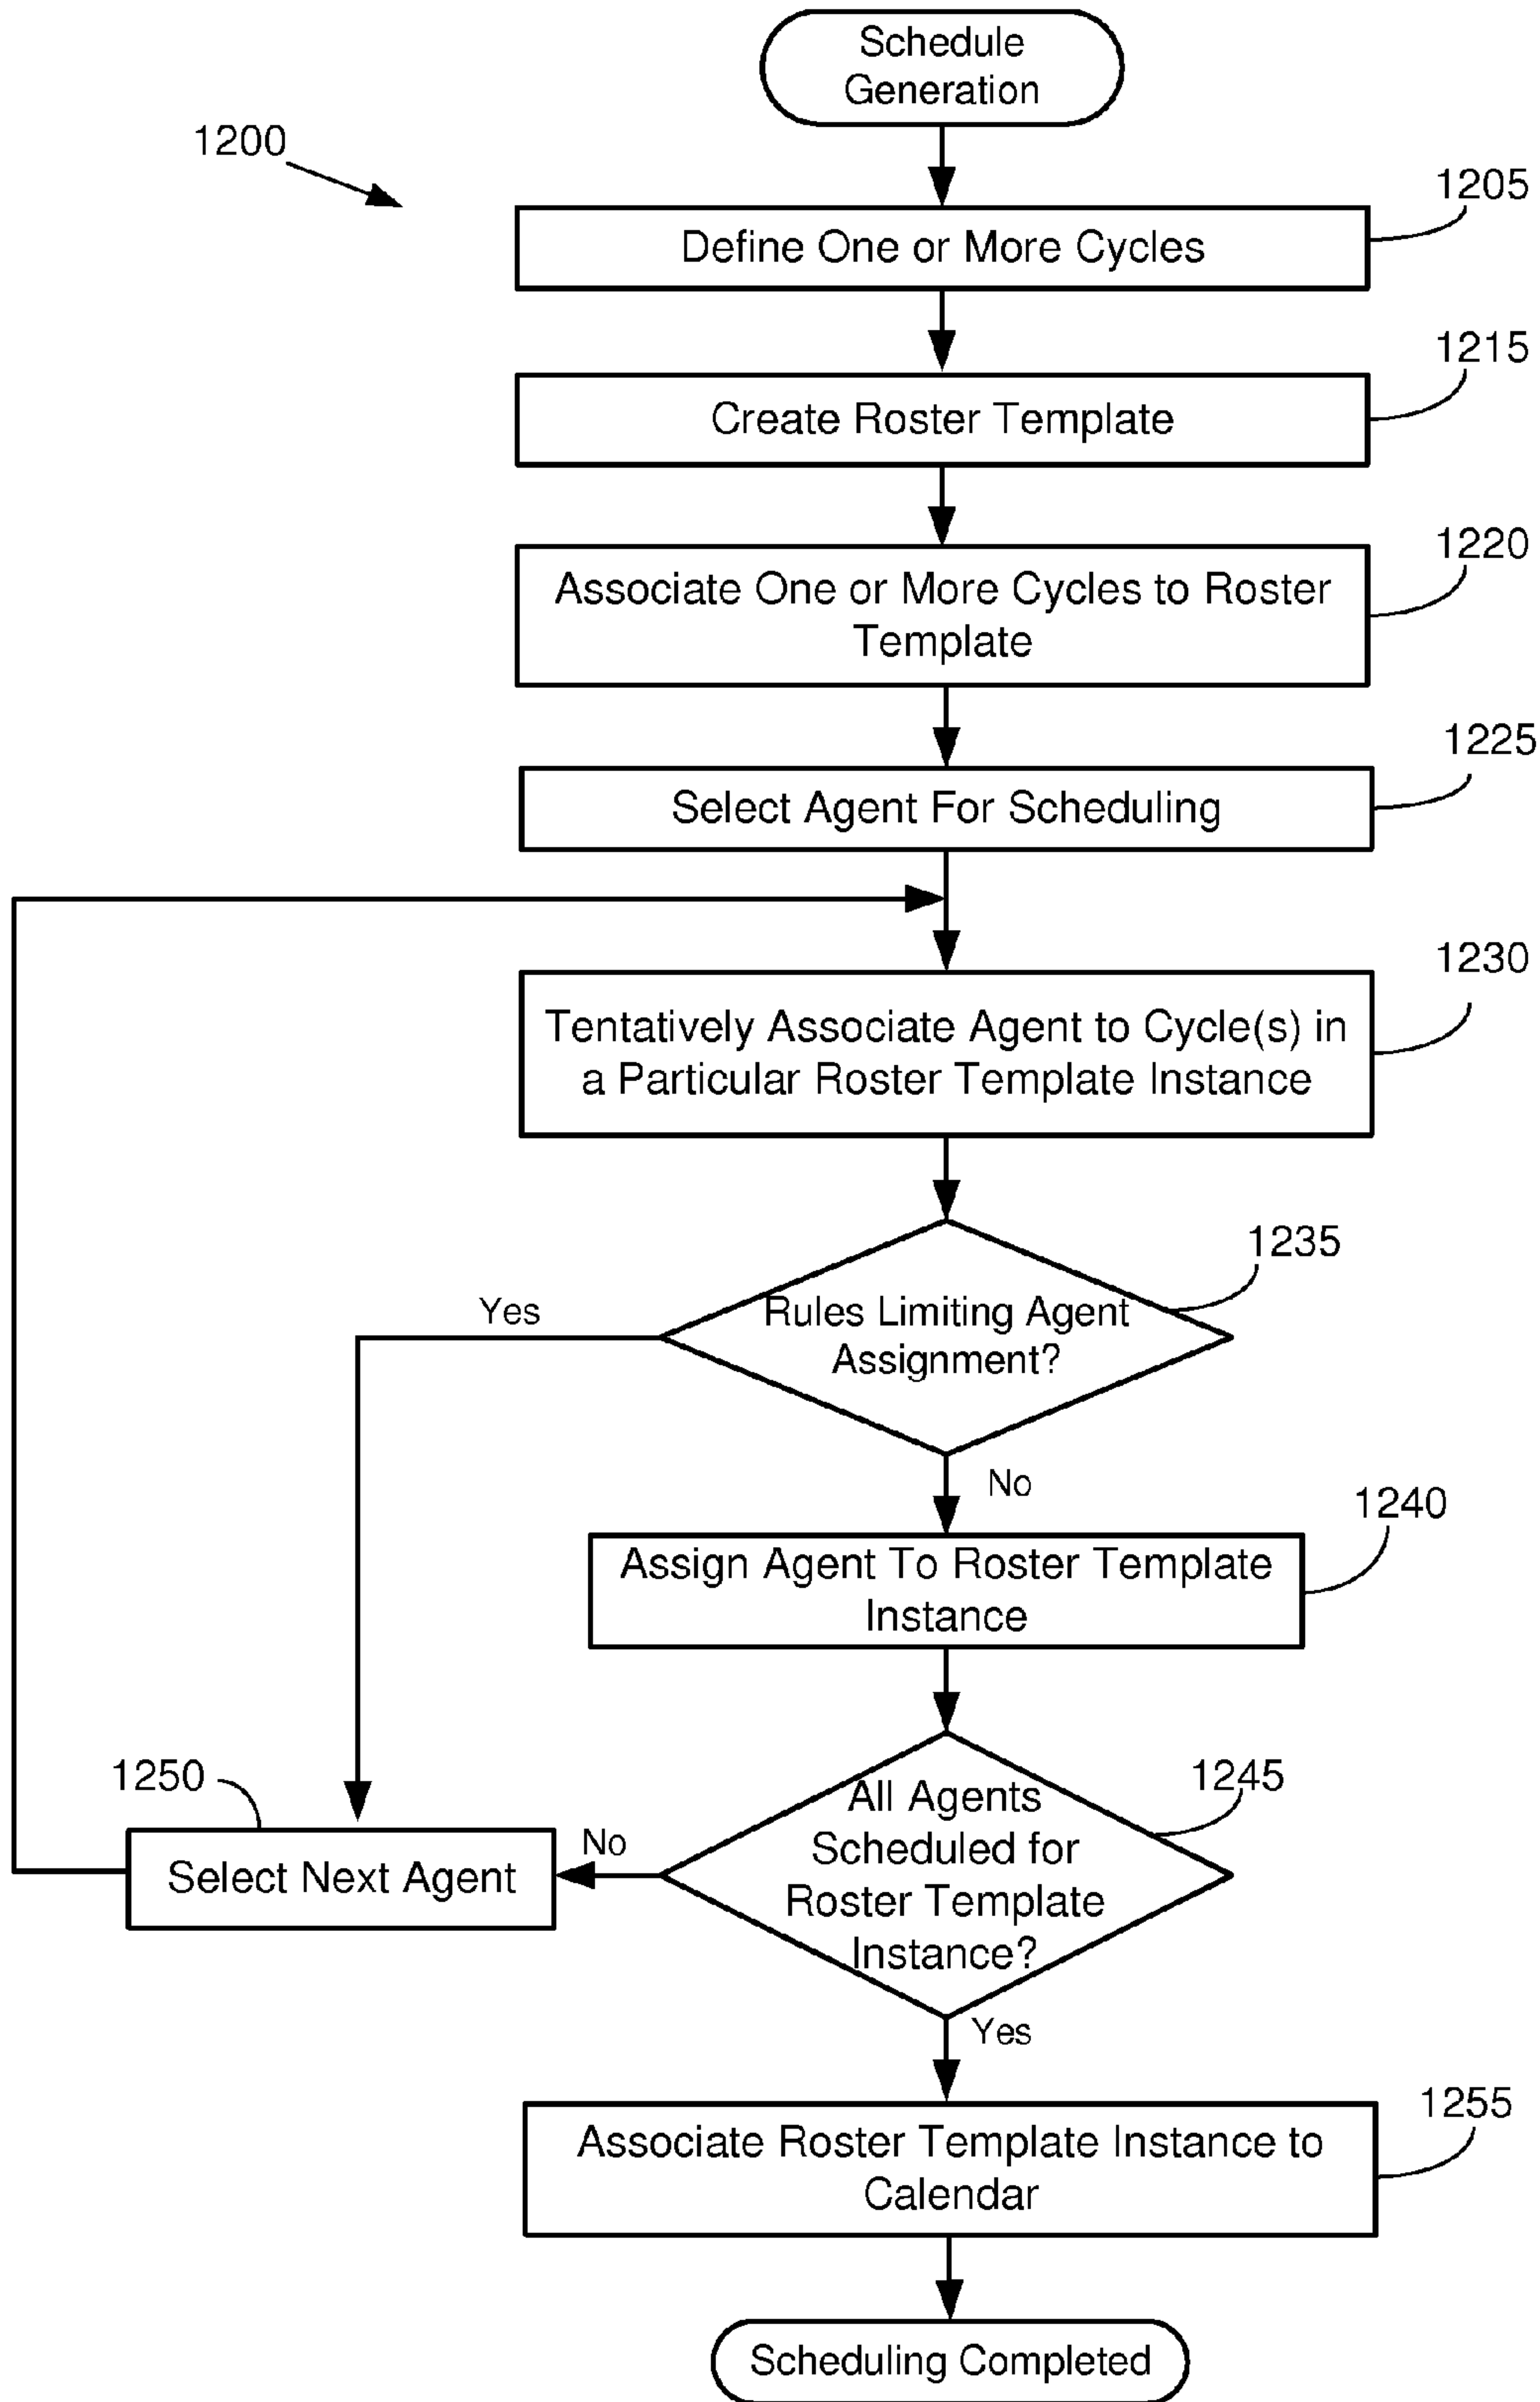 Schedule
Generation
1200
1205
Define One or More Cycles
1215
Create Roster Template
1220
Associate One or More Cycles to Roster
Template
1225
Select Agent For Scheduling
1230
Tentatively Associate Agent to Cycle(s) in
a Particular Roster Template Instance
1235
Yes
Rules Limiting Agent
Assignment?
No
1240
Assign Agent To Roster Template
Instance
1250
1245
All Agents
Scheduled for
Roster Template
Instance?
No
Select Next Agent
Yes
1255
Associate Roster Template Instance to
Calendar
Scheduling Completed